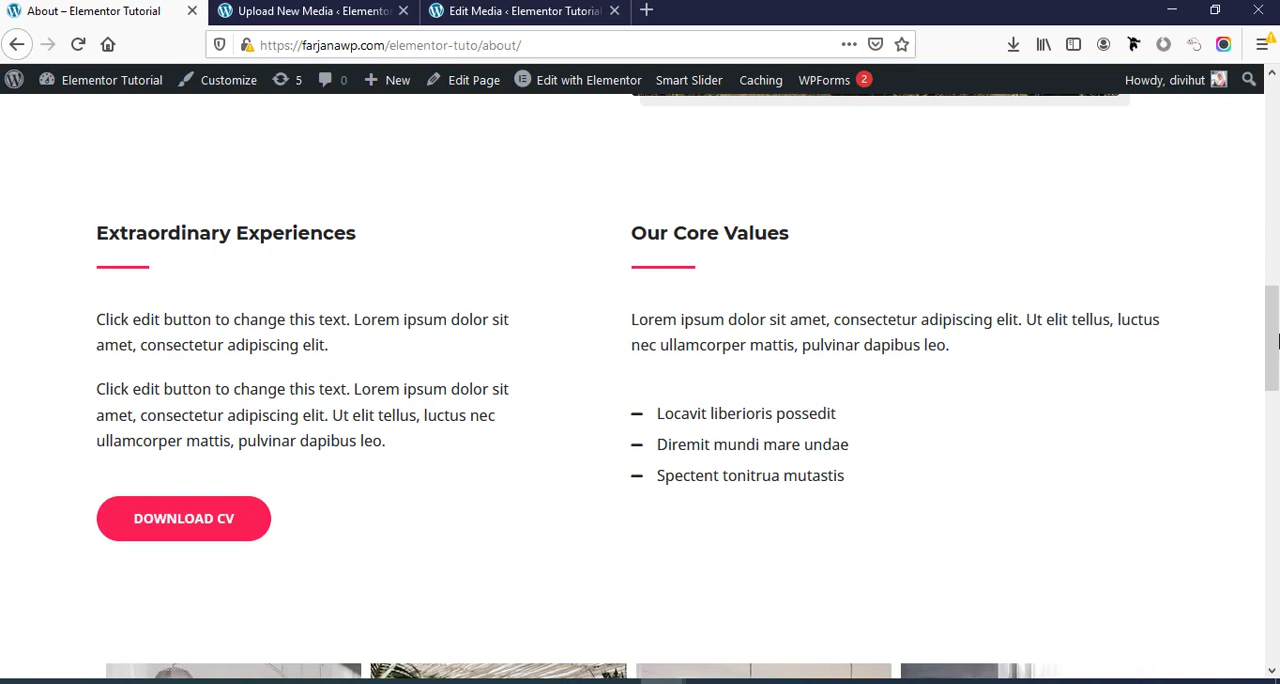 About – Elementor Tutorial
Upload New Media ‹ Elementor
Edit Media ‹ Elementor Tutorial
https://farjanawp.com/elementor-tuto/about/
Elementor Tutorial
Customize
5
0
New
Edit Page
Edit with Elementor
Smart Slider
Caching
WPForms 2
Howdy, divihut
Extraordinary Experiences
Click edit button to change this text. Lorem ipsum dolor sit
amet, consectetur adipiscing elit.
Click edit button to change this text. Lorem ipsum dolor sit
amet, consectetur adipiscing elit. Ut elit tellus, luctus nec
ullamcorper mattis, pulvinar dapibus leo.
DOWNLOAD CV
Our Core Values
Lorem ipsum dolor sit amet, consectetur adipiscing elit. Ut elit tellus, luctus
nec ullamcorper mattis, pulvinar dapibus leo.
Locavit liberioris possedit
Diremit mundi mare undae
Spectent tonitrua mutastis